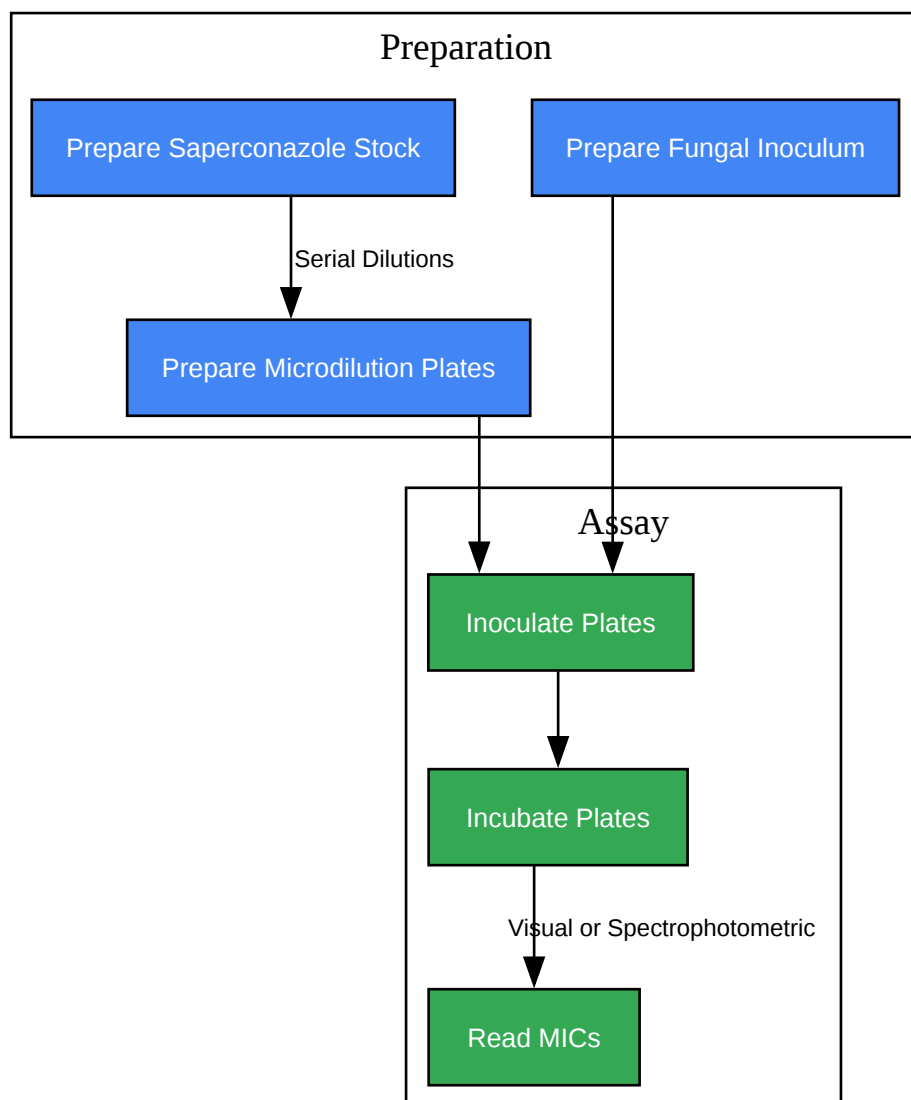 Preparation
Prepare Saperconazole Stock
Prepare Fungal Inoculum
Serial Dilutions
Prepare Microdilution Plates
Assay
Inoculate Plates
Incubate Plates
Visual or Spectrophotometric
Read MICs